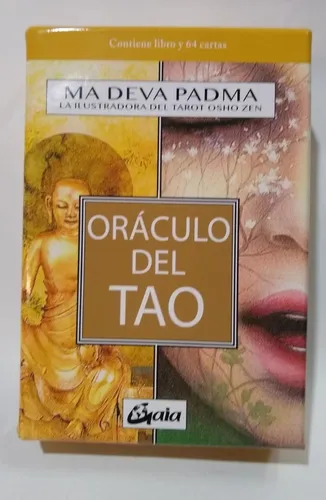 Contiene libro y 64 cartas
MA DEVA PADMA
LA ILUSTRADORA DEL TAROT OSHO ZEN
ORÁCULO
DEL
TAO
Gaia